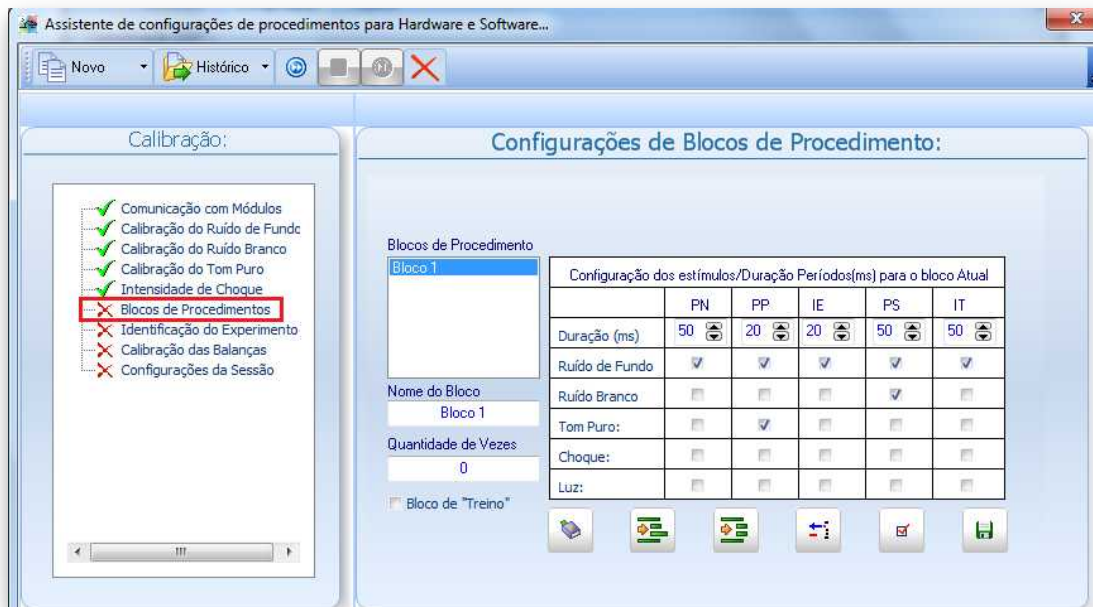 Assistente de configurações de procedimentos para Hardware e Software...
Novo Histórico
Calibração:
Comunicação com Módulos
Calibração do Ruído de Fundo
Calibração do Ruído Branco
Calibração do Tom Puro
Intensidade de Choque
Blocos de Procedimentos
Identificação do Experimento
Calibração das Balanças
Configurações da Sessão
Configurações de Blocos de Procedimento:
Blocos de Procedimento
Bloco 1
Nome do Bloco
Bloco 1
Quantidade de Vezes
0
Bloco de "Treino"
Configuração dos estímulos/Duração Períodos(ms) para o bloco Atual
PN PP IE PS IT
Duração (ms) 50 20 20 50 50
Ruído de Fundo
Ruído Branco
Tom Puro:
Choque:
Luz: